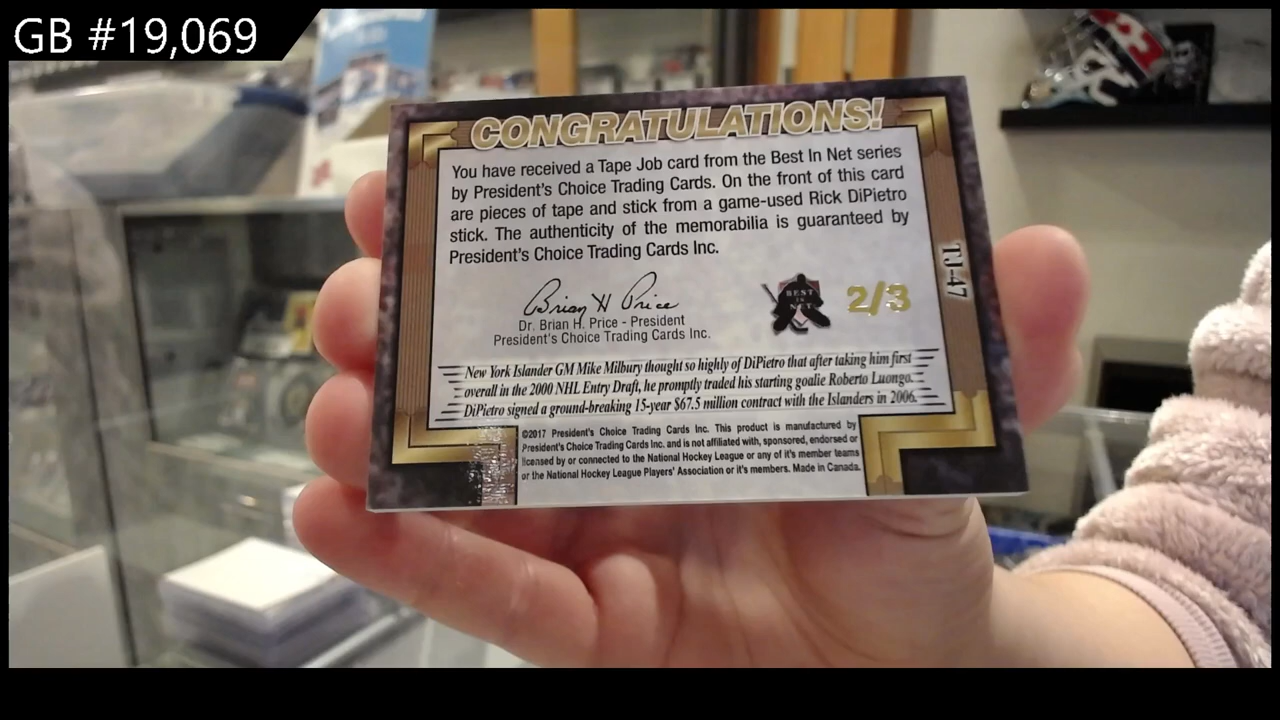 GB #19,069
CONGRATULATIONS!
You have received a Tape Job card from the Best In Net series
by President's Choice Trading Cards. On the front of this card
are pieces of tape and stick from a game-used Rick DiPietro
stick. The authenticity of the memorabilia is guaranteed by
President's Choice Trading Cards Inc.
TJ-47
Brian H Price
BEST
IN
NET
2/3
Dr. Brian H. Price - President
President's Choice Trading Cards Inc.
New York Islander GM Mike Milbury thought so highly of DiPietro that after taking him first
overall in the 2000 NHL Entry Draft, he promptly traded his starting goalie Roberto Luongo.
DiPietro signed a ground-breaking 15-year $67.5 million contract with the Islanders in 2006.
©2017 President's Choice Trading Cards Inc. This product is manufactured by
President's Choice Trading Cards Inc. and is not affiliated with, sponsored, endorsed or
licensed by or connected to the National Hockey League or any of it's member teams
or the National Hockey League Players' Association or it's members. Made in Canada.